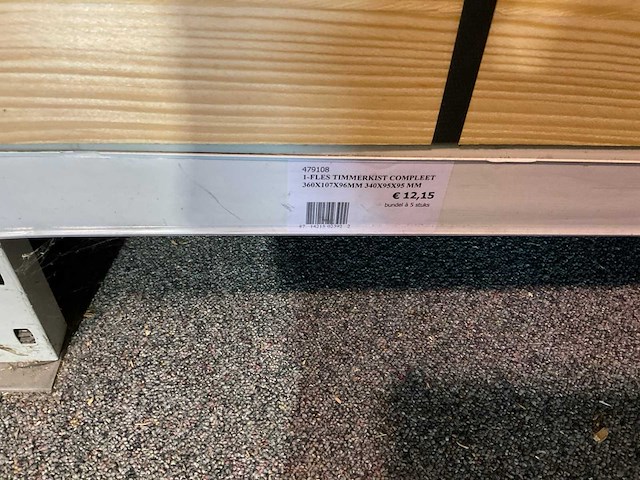 479108
1-FLES TIMMERKIST COMPLEET
360X107X96MM 340X95X95 MM
€ 12,15
bundel à 5 stuks